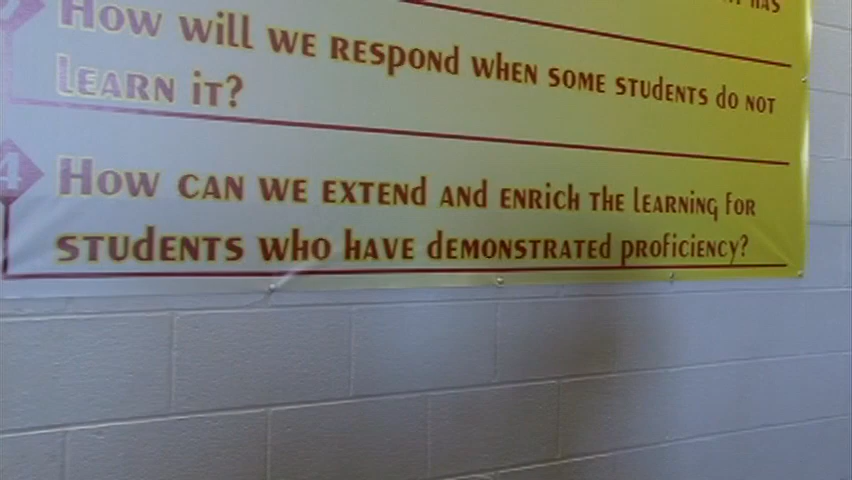 HAS
How will we respond when some students do not
learn it?
4
How can we extend and enrich the learning for
students who have demonstrated proficiency?